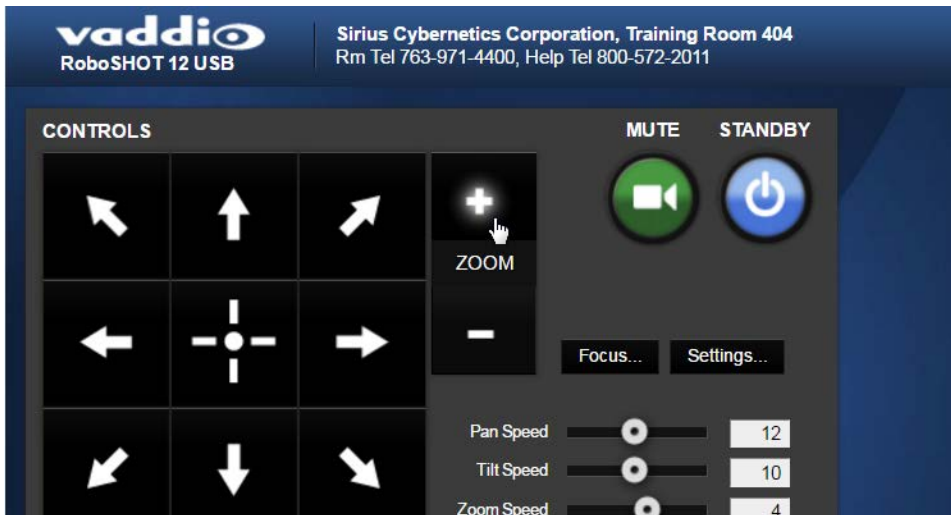 vaddio
RoboSHOT 12 USB
Sirius Cybernetics Corporation, Training Room 404
Rm Tel 763-971-4400, Help Tel 800-572-2011
CONTROLS
MUTE
STANDBY
ZOOM
Focus...
Settings...
Pan Speed 12
Tilt Speed 10
Zoom Speed 4